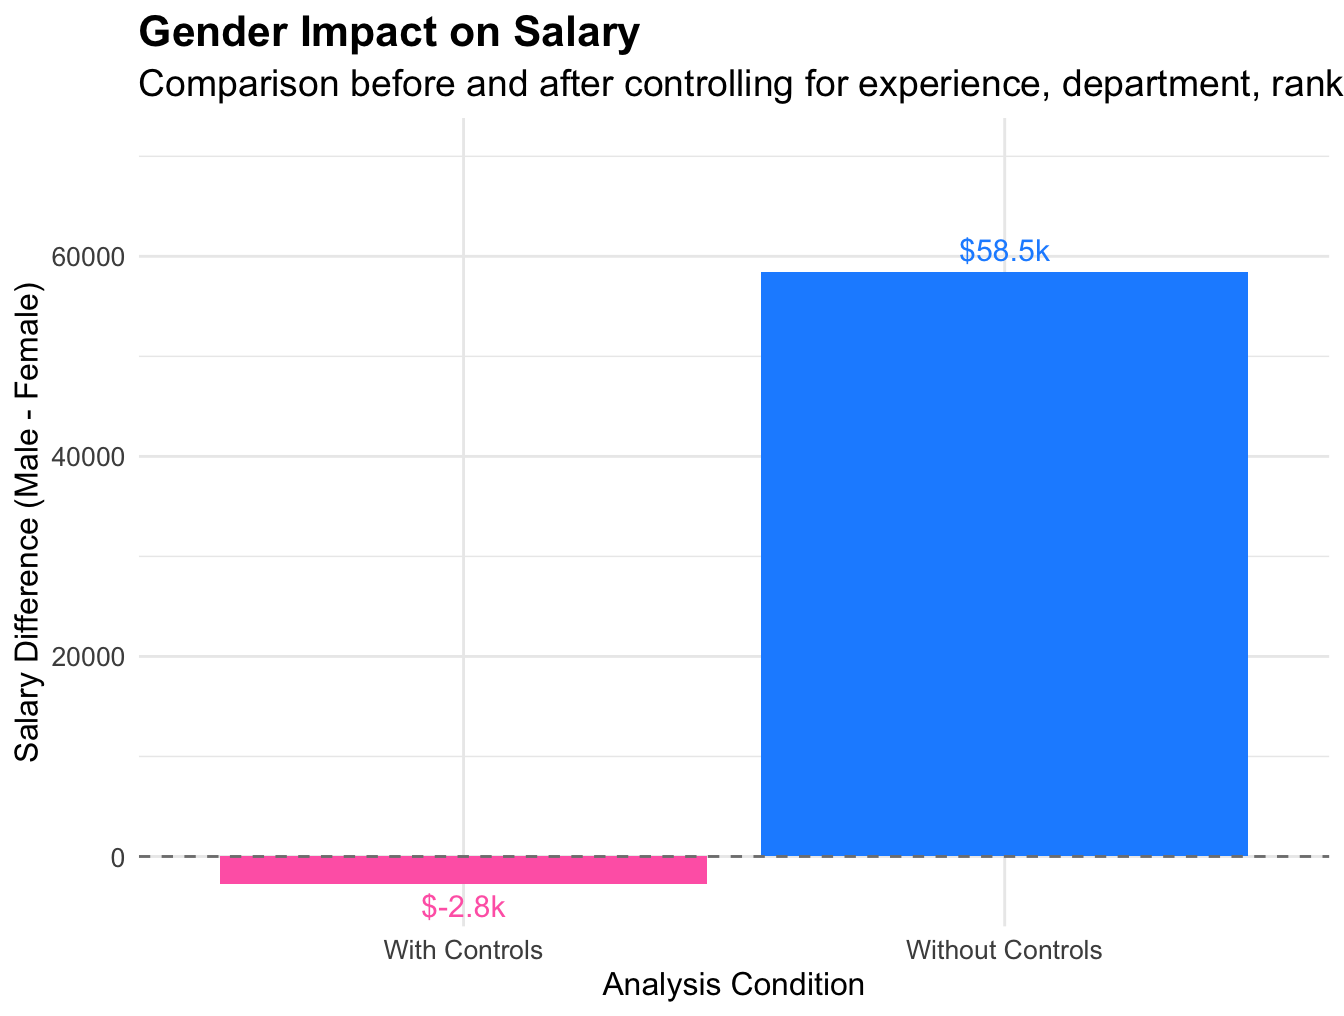 Gender Impact on Salary
Comparison before and after controlling for experience, department, rank
Salary Difference (Male - Female)
60000
40000
20000
0
$58.5k
$-2.8k
With Controls
Without Controls
Analysis Condition